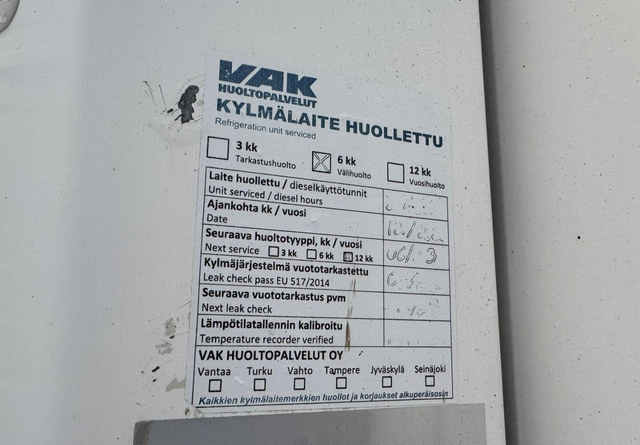 VAK
HUOLTOPALVELUT
KYLMÄLAITE HUOLLETTU
Refrigeration unit serviced
3 kk 6 kk 12 kk
Tarkastushuolto Välihuolto Vuosihuolto
Laite huollettu / dieselkäyttötunnit
Unit serviced / diesel hours
Ajankohta kk / vuosi
Date
Seuraava huoltotyyppi, kk / vuosi
Next service 3 kk 6 kk 12 kk
Kylmäjärjestelmä vuototarkastettu
Leak check pass EU 517/2014
Seuraava vuototarkastus pvm
Next leak check
Lämpötilatallennin kalibroitu
Temperature recorder verified
VAK HUOLTOPALVELUT OY
Vantaa Turku Vahto Tampere Jyväskylä Seinäjoki
Kaikkien kylmälaitemerkkien huollot ja korjaukset alkuperäisosin